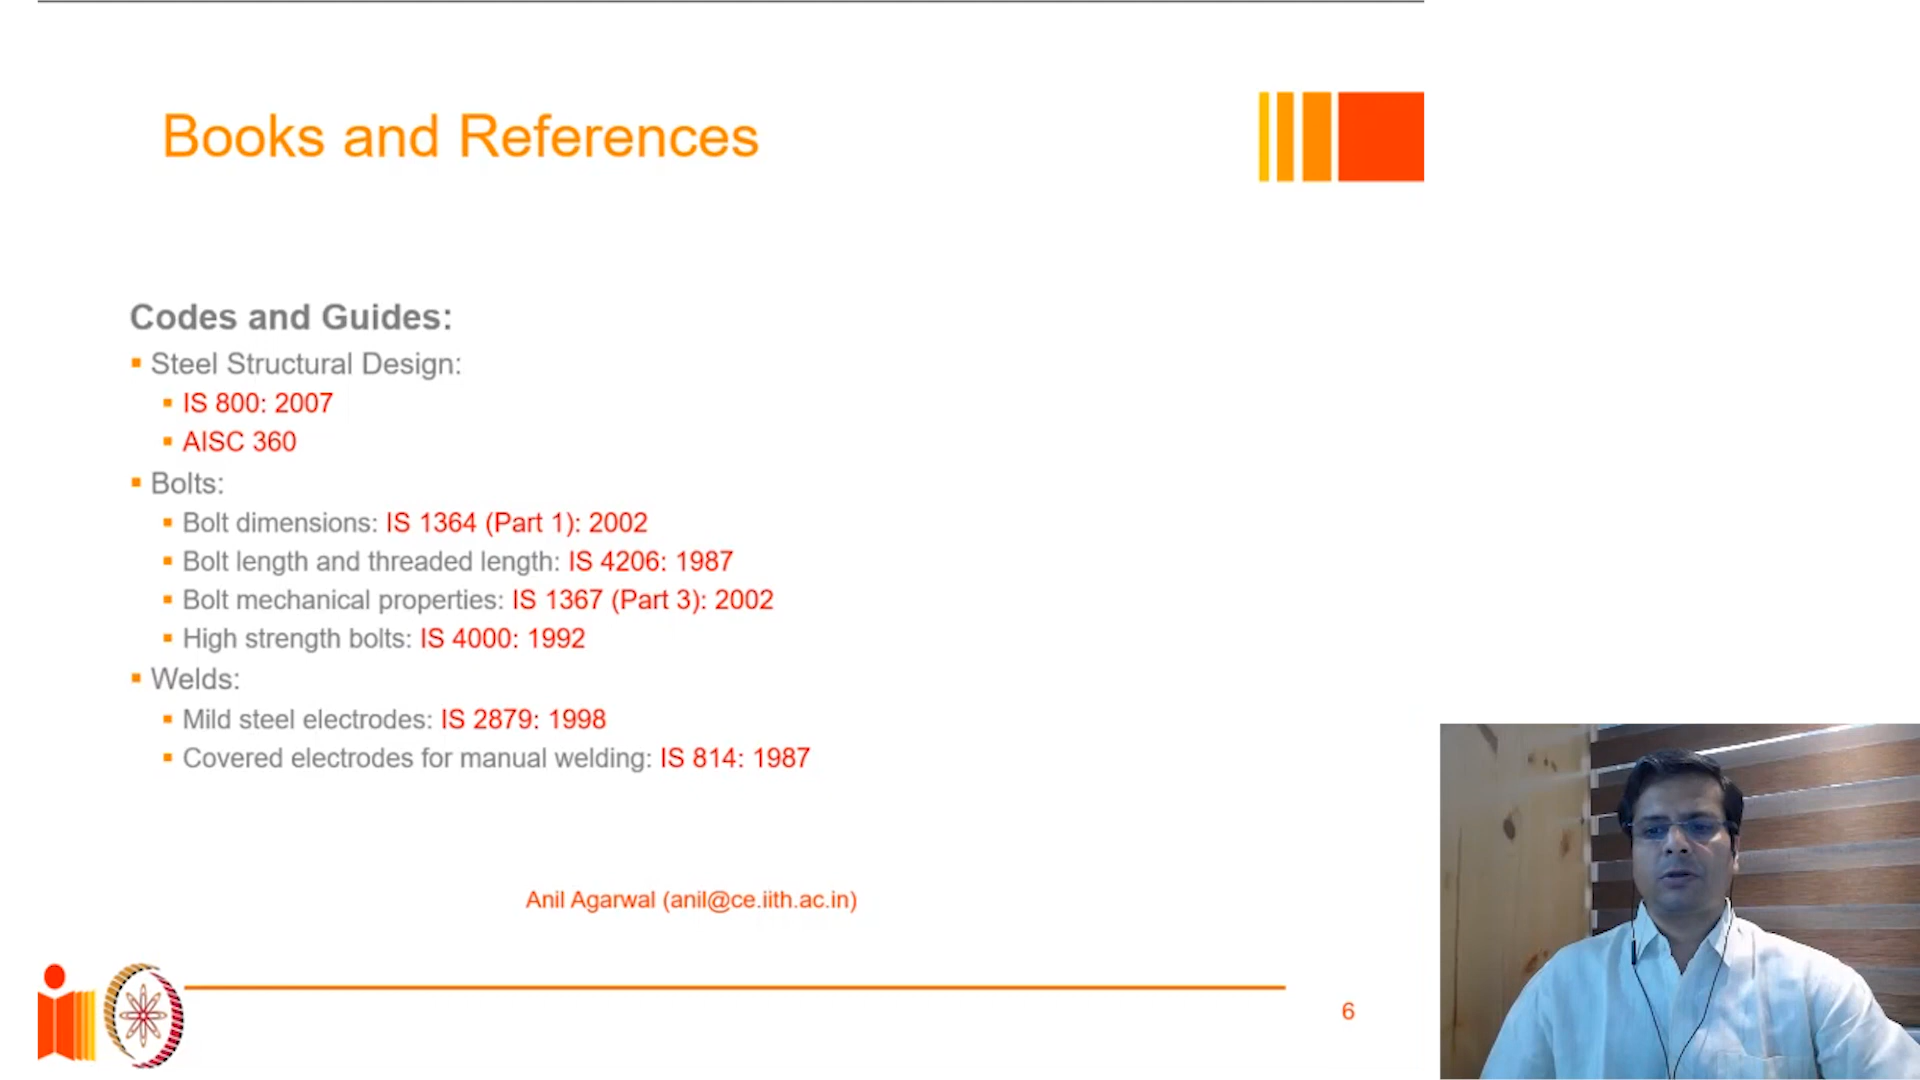 Books and References
Codes and Guides:
Steel Structural Design:
IS 800: 2007
AISC 360
Bolts:
Bolt dimensions: IS 1364 (Part 1): 2002
Bolt length and threaded length: IS 4206: 1987
Bolt mechanical properties: IS 1367 (Part 3): 2002
High strength bolts: IS 4000: 1992
Welds:
Mild steel electrodes: IS 2879: 1998
Covered electrodes for manual welding: IS 814: 1987
Anil Agarwal (anil@ce.iith.ac.in)
6